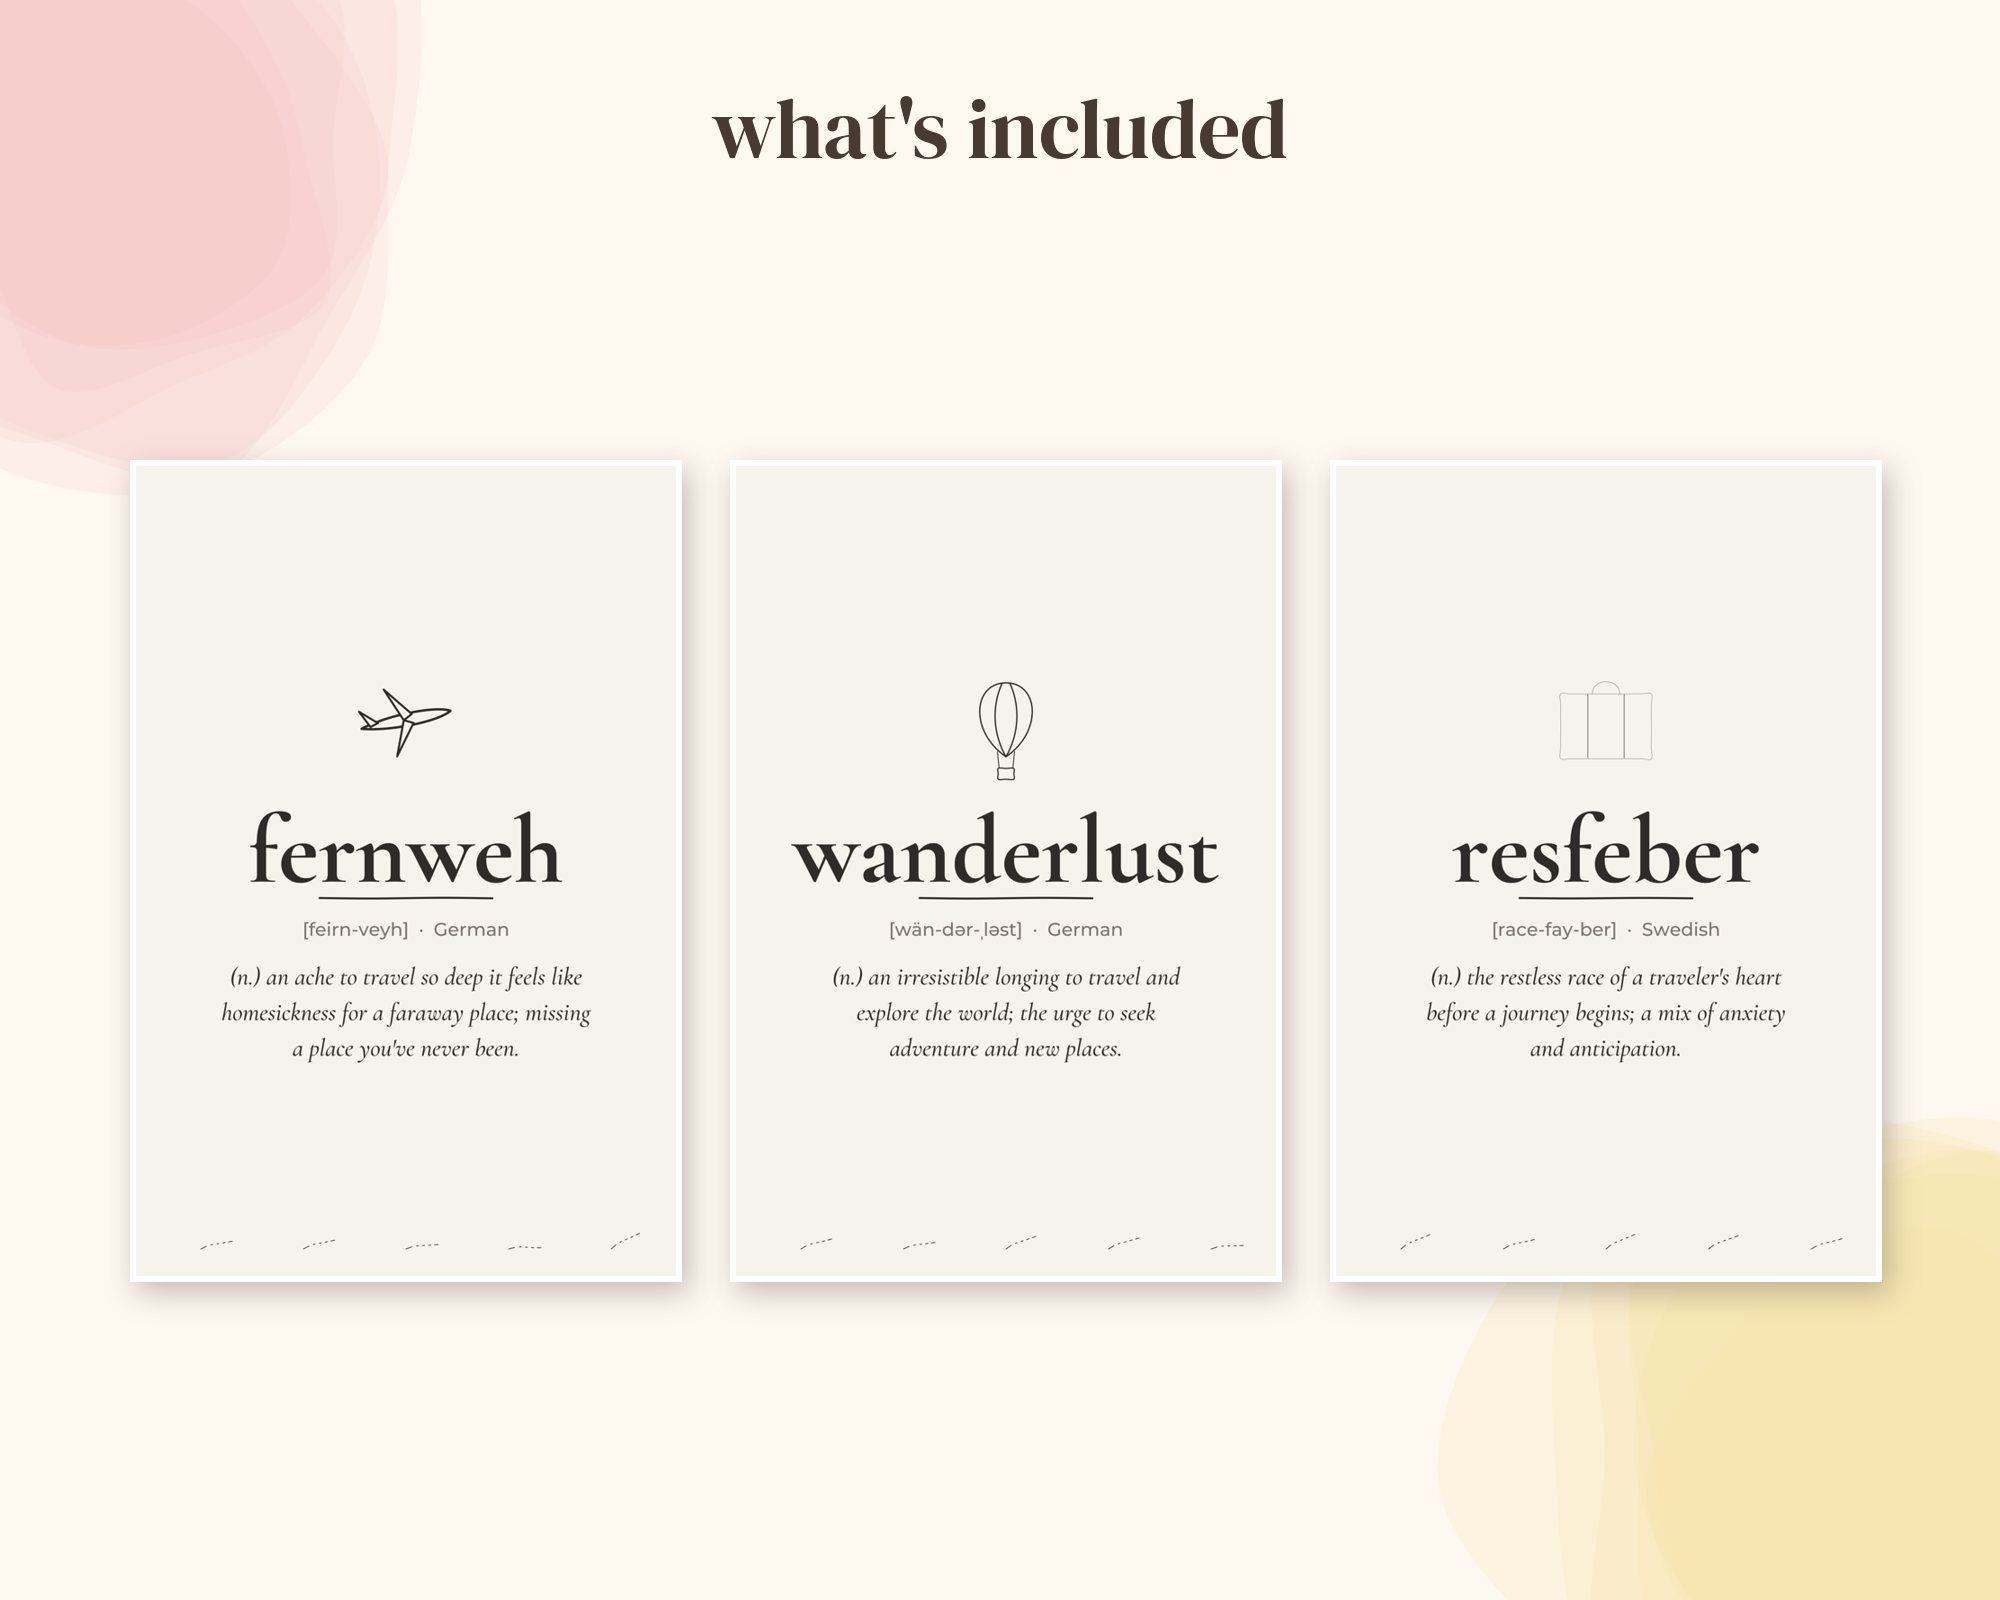 what's included
fernweh
[feirn-veyh] · German
(n.) an ache to travel so deep it feels like
homesickness for a faraway place; missing
a place you've never been.
wanderlust
[wän-dər-ˌləst] · German
(n.) an irresistible longing to travel and
explore the world; the urge to seek
adventure and new places.
resfeber
[race-fay-ber] · Swedish
(n.) the restless race of a traveler's heart
before a journey begins; a mix of anxiety
and anticipation.